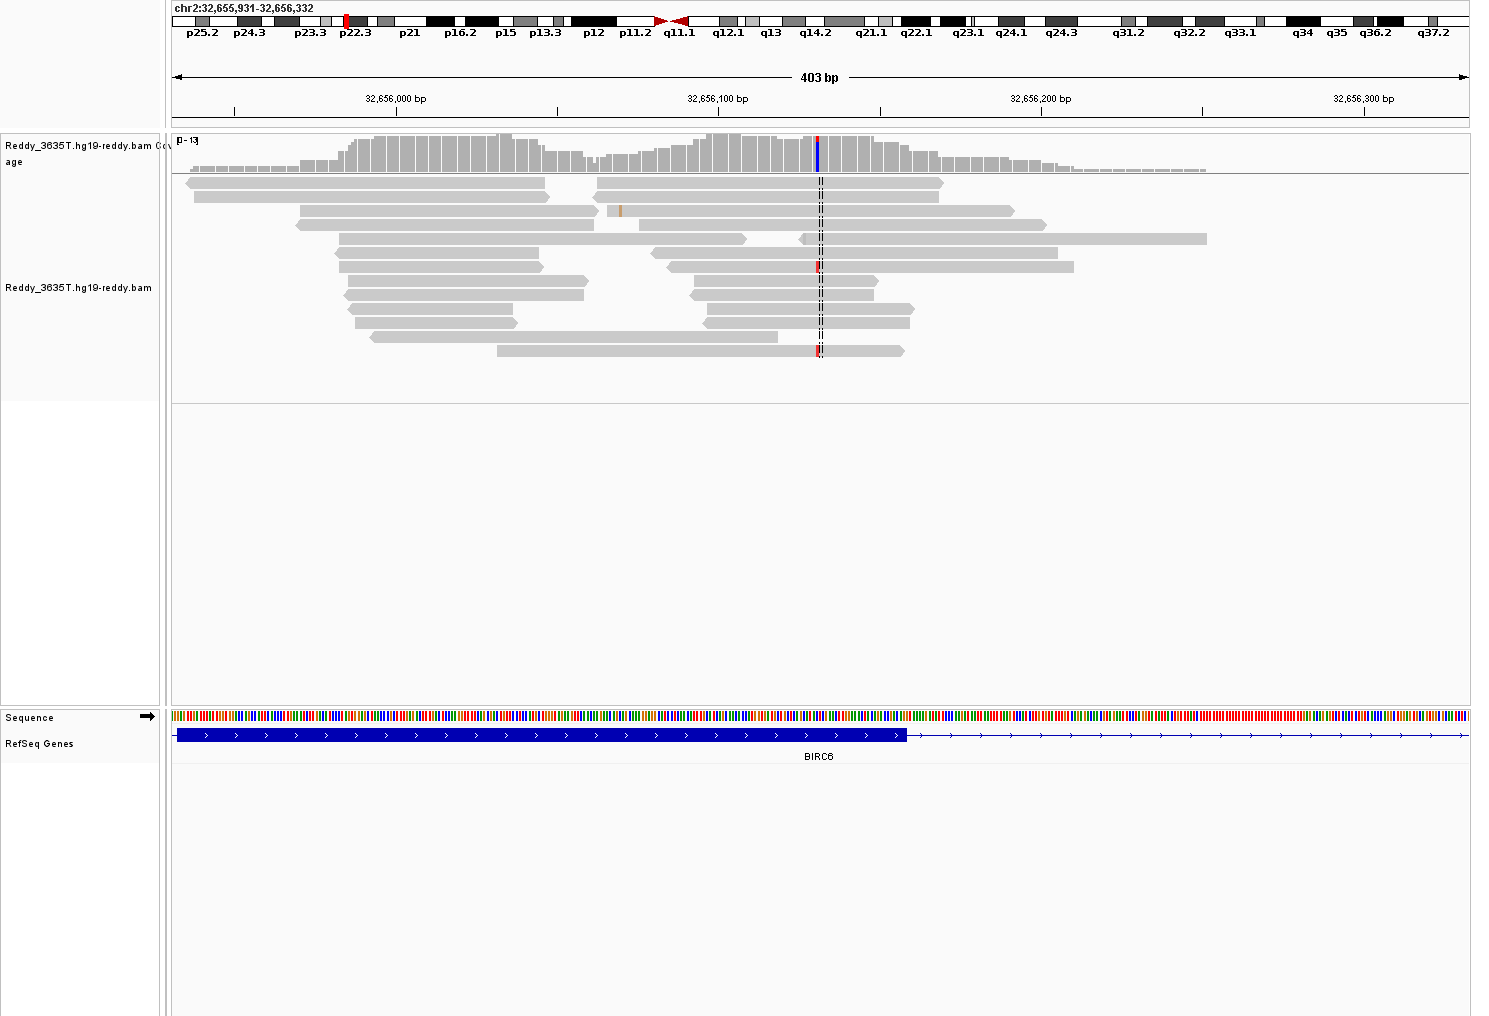 chr2:32,655,931-32,656,332
p25.2 p24.3 p23.3 p22.3 p21 p16.2 p15 p13.3 p12 p11.2 q11.1 q12.1 q13 q14.2 q21.1 q22.1 q23.1 q24.1 q24.3 q31.2 q32.2 q33.1 q34 q35 q36.2 q37.2
403 bp
32,656,000 bp 32,656,100 bp 32,656,200 bp 32,656,300 bp
Reddy_3635T.hg19-reddy.bam Cov
age
[0 - 13]
Reddy_3635T.hg19-reddy.bam
Sequence
RefSeq Genes
BIRC6